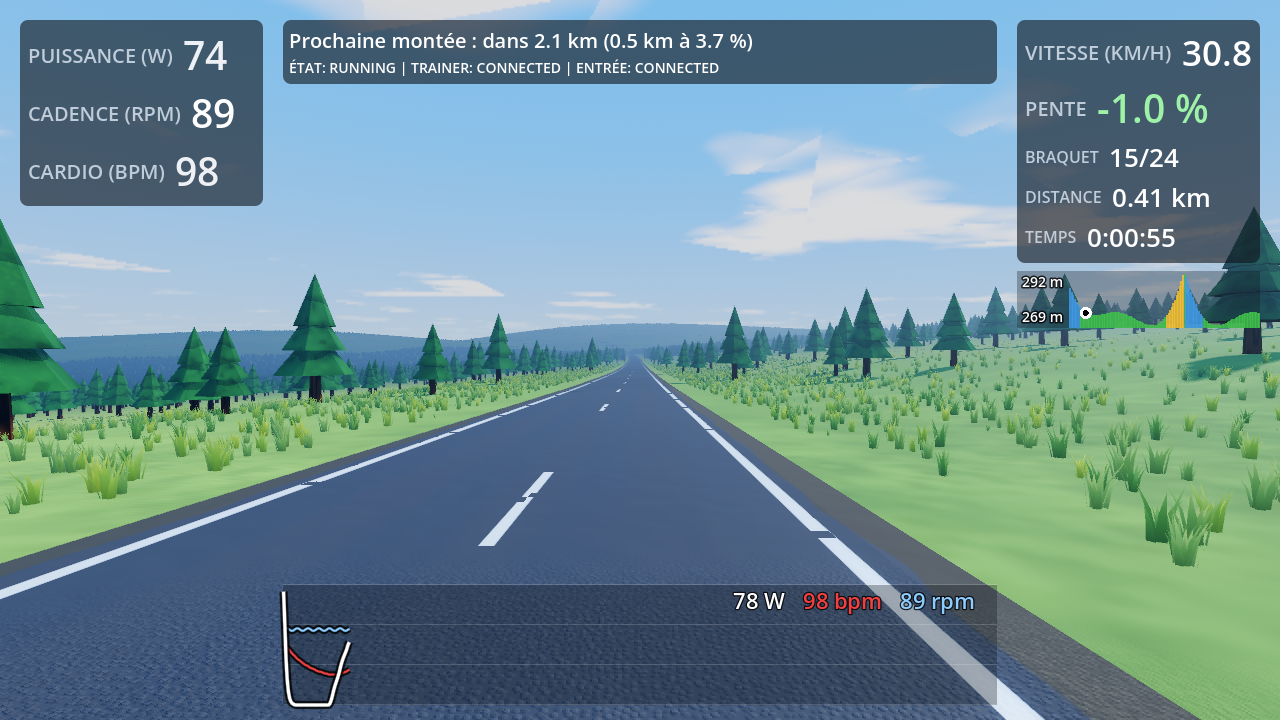 PUISSANCE (W) 74
CADENCE (RPM) 89
CARDIO (BPM) 98
Prochaine montée : dans 2.1 km (0.5 km à 3.7 %)
ÉTAT: RUNNING | TRAINER: CONNECTED | ENTRÉE: CONNECTED
VITESSE (KM/H) 30.8
PENTE -1.0 %
BRAQUET 15/24
DISTANCE 0.41 km
TEMPS 0:00:55
292 m
269 m
78 W 98 bpm 89 rpm